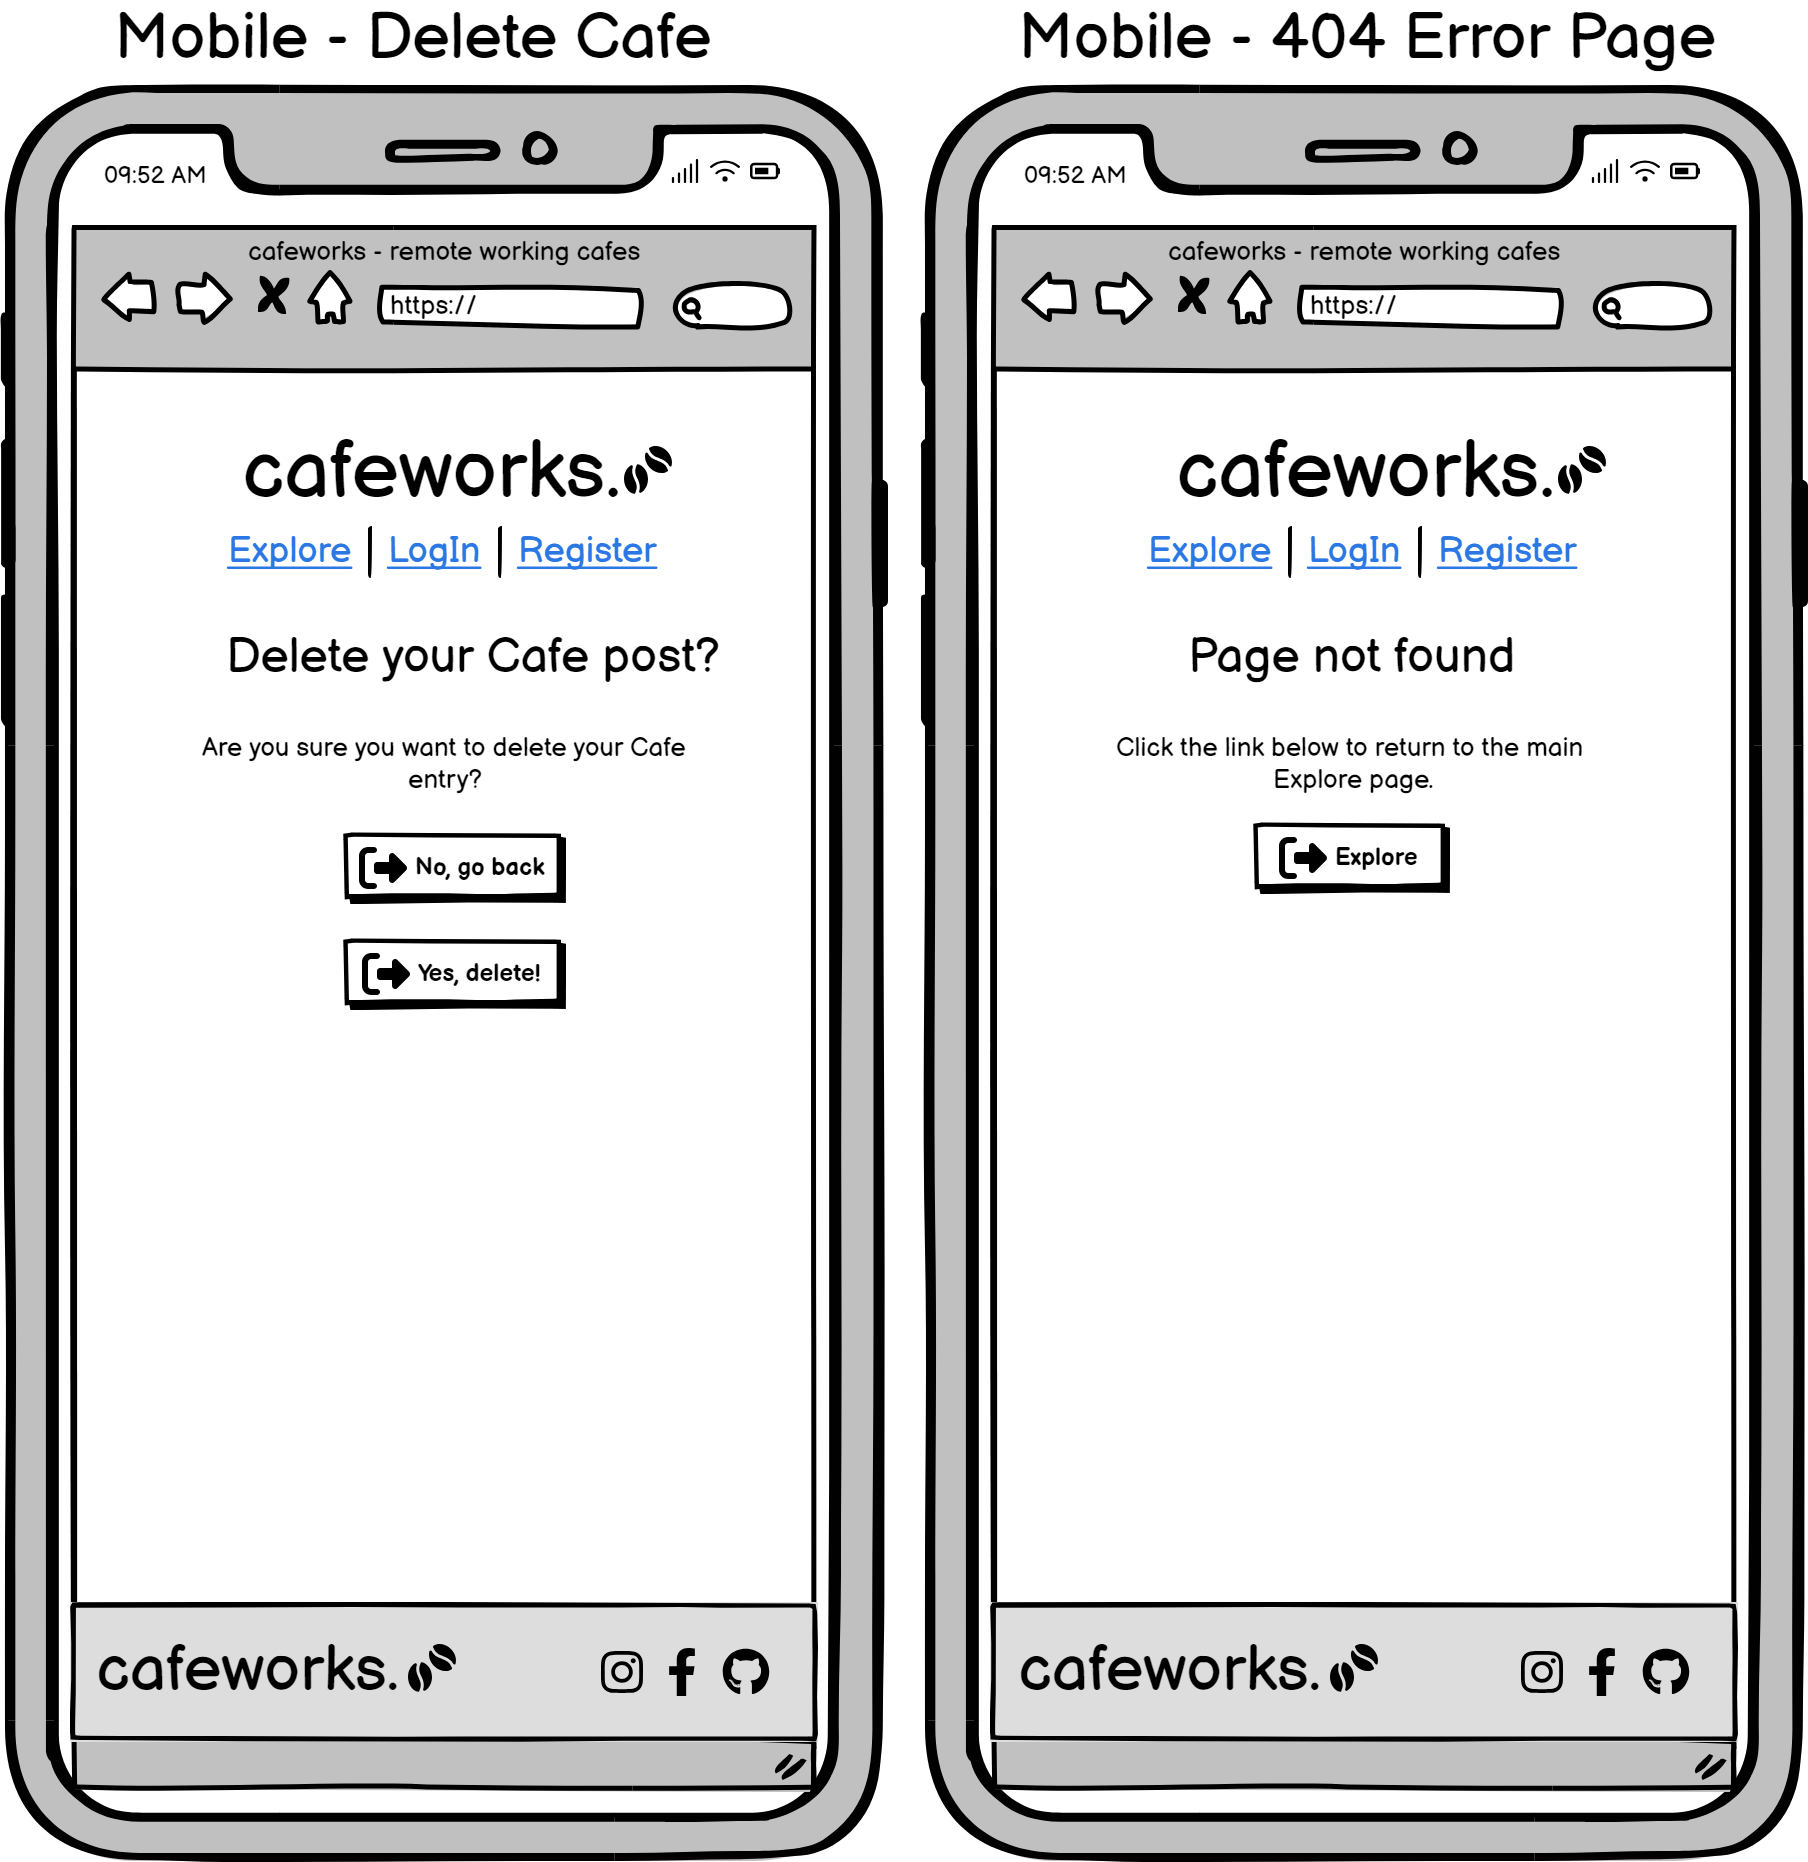 Mobile - Delete Cafe
09:52 AM
cafeworks - remote working cafes
https://
cafeworks.
Explore | LogIn | Register
Delete your Cafe post?
Are you sure you want to delete your Cafe
entry?
No, go back
Yes, delete!
cafeworks.
Mobile - 404 Error Page
09:52 AM
cafeworks - remote working cafes
https://
cafeworks.
Explore | LogIn | Register
Page not found
Click the link below to return to the main
Explore page.
Explore
cafeworks.